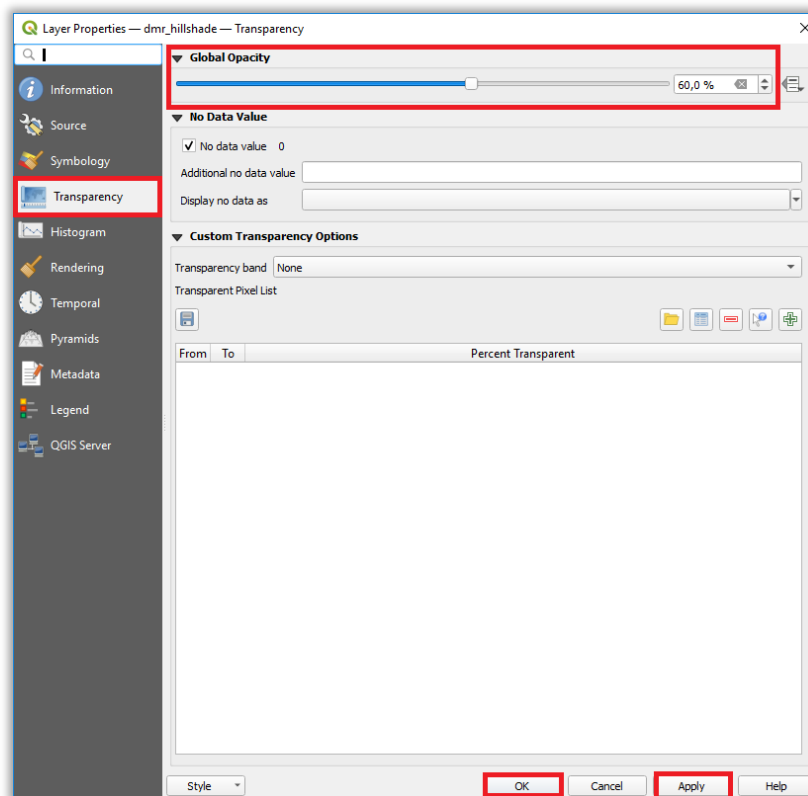 Layer Properties — dmr_hillshade — Transparency
Information
Source
Symbology
Transparency
Histogram
Rendering
Temporal
Pyramids
Metadata
Legend
QGIS Server
Global Opacity
60,0 %
No Data Value
No data value 0
Additional no data value
Display no data as
Custom Transparency Options
Transparency band None
Transparent Pixel List
From To Percent Transparent
Style OK Cancel Apply Help